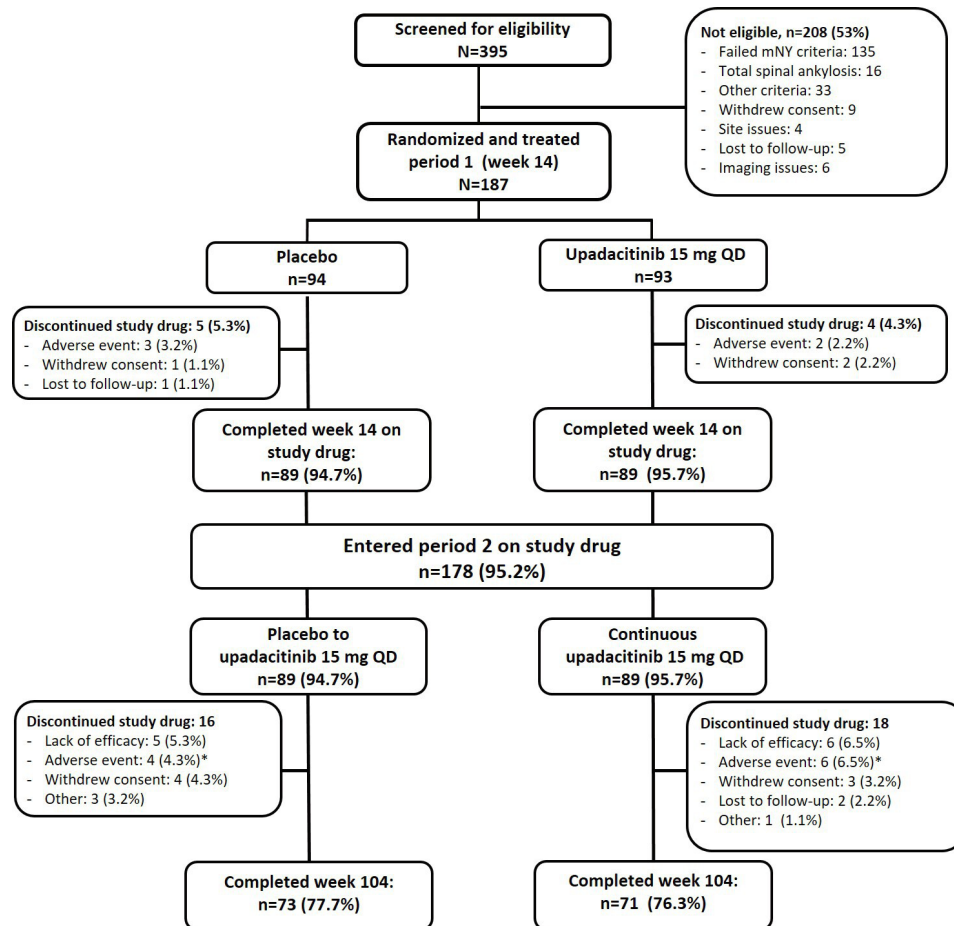 Screened for eligibility
N=395
Not eligible, n=208 (53%)
- Failed mNY criteria: 135
- Total spinal ankylosis: 16
- Other criteria: 33
- Withdrew consent: 9
- Site issues: 4
- Lost to follow-up: 5
- Imaging issues: 6
Randomized and treated
period 1 (week 14)
N=187
Placebo
n=94
Upadacitinib 15 mg QD
n=93
Discontinued study drug: 5 (5.3%)
- Adverse event: 3 (3.2%)
- Withdrew consent: 1 (1.1%)
- Lost to follow-up: 1 (1.1%)
Discontinued study drug: 4 (4.3%)
- Adverse event: 2 (2.2%)
- Withdrew consent: 2 (2.2%)
Completed week 14 on
study drug:
n=89 (94.7%)
Completed week 14 on
study drug:
n=89 (95.7%)
Entered period 2 on study drug
n=178 (95.2%)
Placebo to
upadacitinib 15 mg QD
n=89 (94.7%)
Continuous
upadacitinib 15 mg QD
n=89 (95.7%)
Discontinued study drug: 16
- Lack of efficacy: 5 (5.3%)
- Adverse event: 4 (4.3%)*
- Withdrew consent: 4 (4.3%)
- Other: 3 (3.2%)
Discontinued study drug: 18
- Lack of efficacy: 6 (6.5%)
- Adverse event: 6 (6.5%)*
- Withdrew consent: 3 (3.2%)
- Lost to follow-up: 2 (2.2%)
- Other: 1 (1.1%)
Completed week 104:
n=73 (77.7%)
Completed week 104:
n=71 (76.3%)